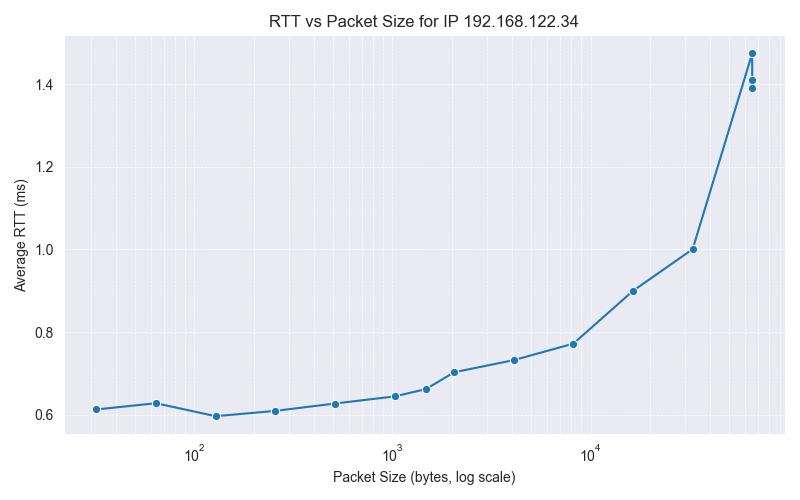 RTT vs Packet Size for IP 192.168.122.34
Average RTT (ms)
1.4
1.2
1.0
0.8
0.6
10²
10³
10⁴
Packet Size (bytes, log scale)